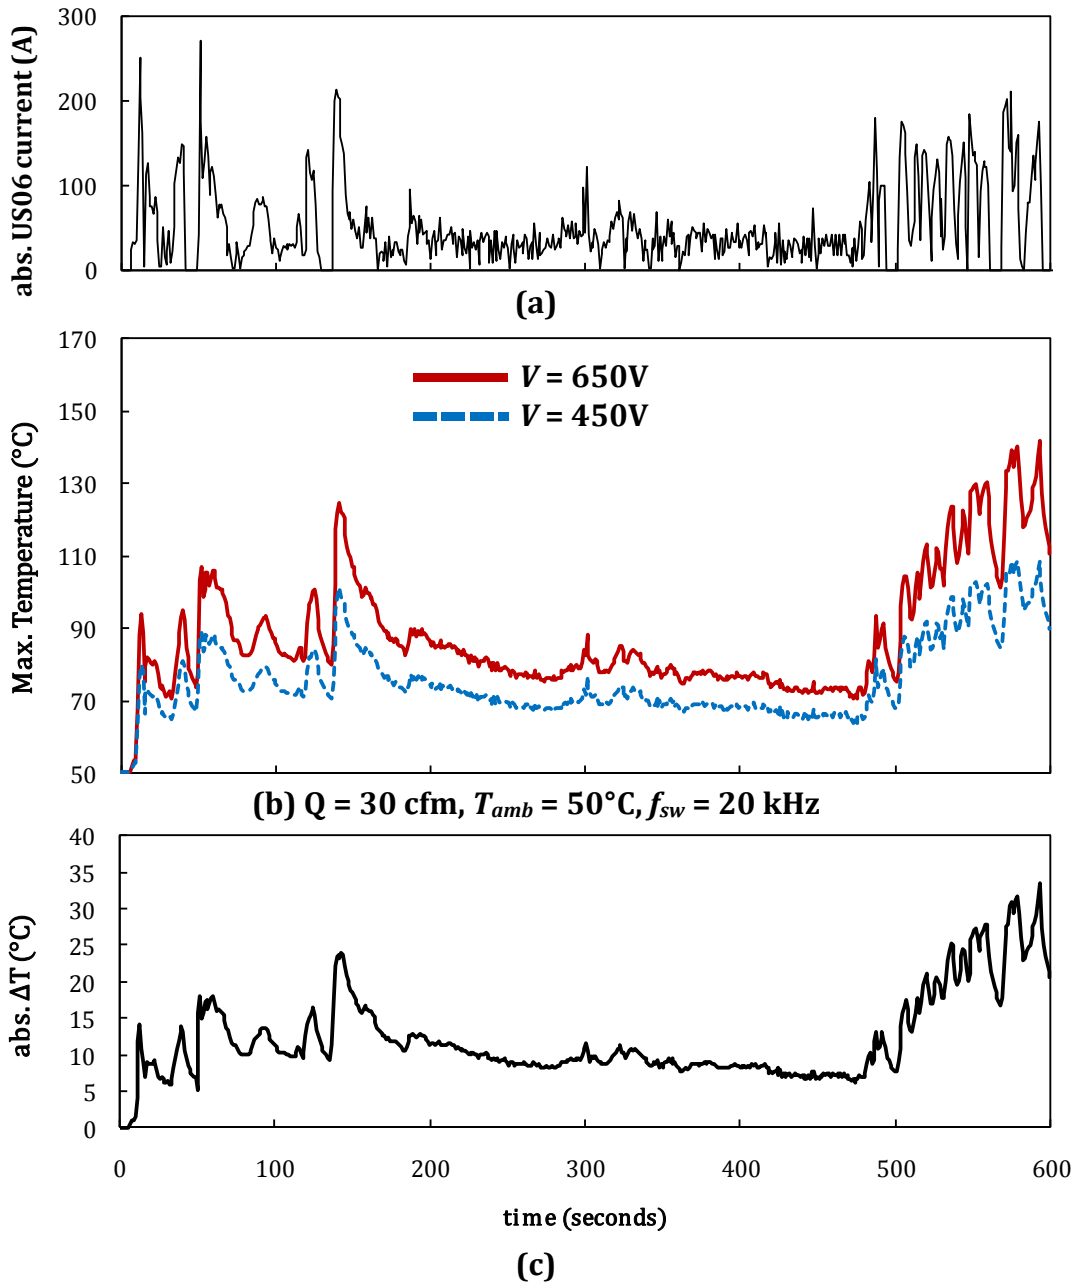 abs. US06 current (A)
300
200
100
0
(a)
Max. Temperature (°C)
170
150
130
110
90
70
50
V = 650V
V = 450V
(b) Q = 30 cfm, Tamb = 50°C, fsw = 20 kHz
abs. ΔT (°C)
40
35
30
25
20
15
10
5
0
0 100 200 300 400 500 600
time (seconds)
(c)